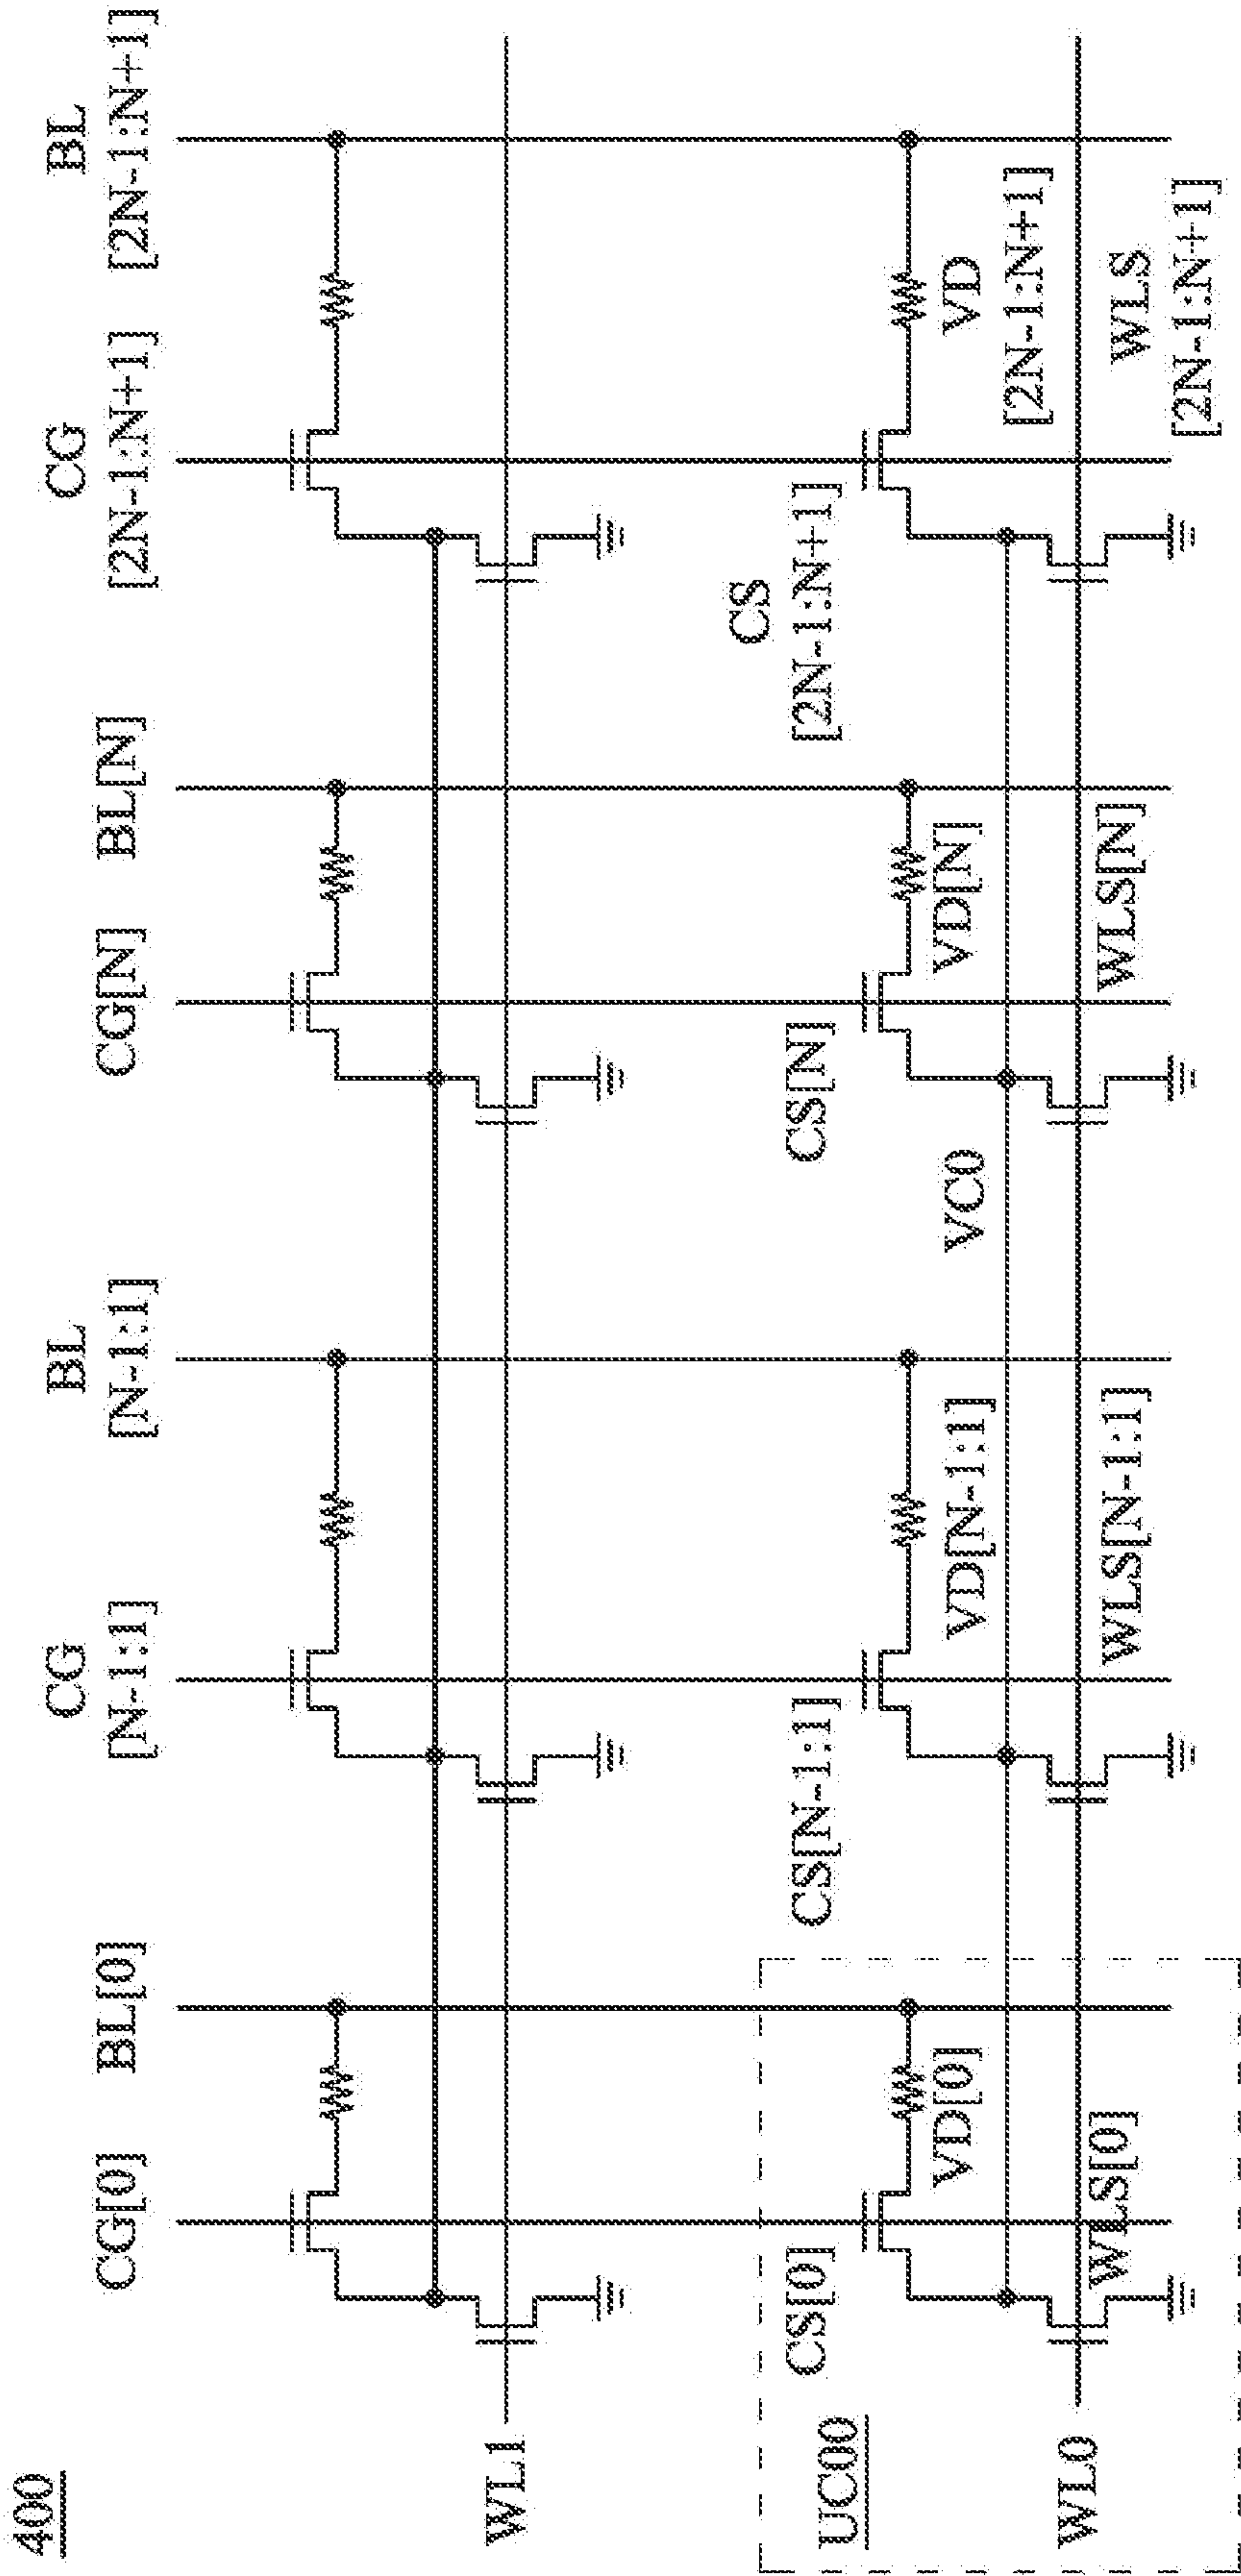 400
CG[0]
BL[0]
CG
[N-1:1]
BL
[N-1:1]
CG[N]
BL[N]
CG
[2N-1:N+1]
BL
[2N-1:N+1]
WL1
UC00
CS[0]
VD[0]
CS[N-1:1]
VD[N-1:1]
VC0
CS[N]
VD[N]
CS
[2N-1:N+1]
VD
[2N-1:N+1]
WL0
WLS[0]
WLS[N-1:1]
WLS[N]
WLS
[2N-1:N+1]